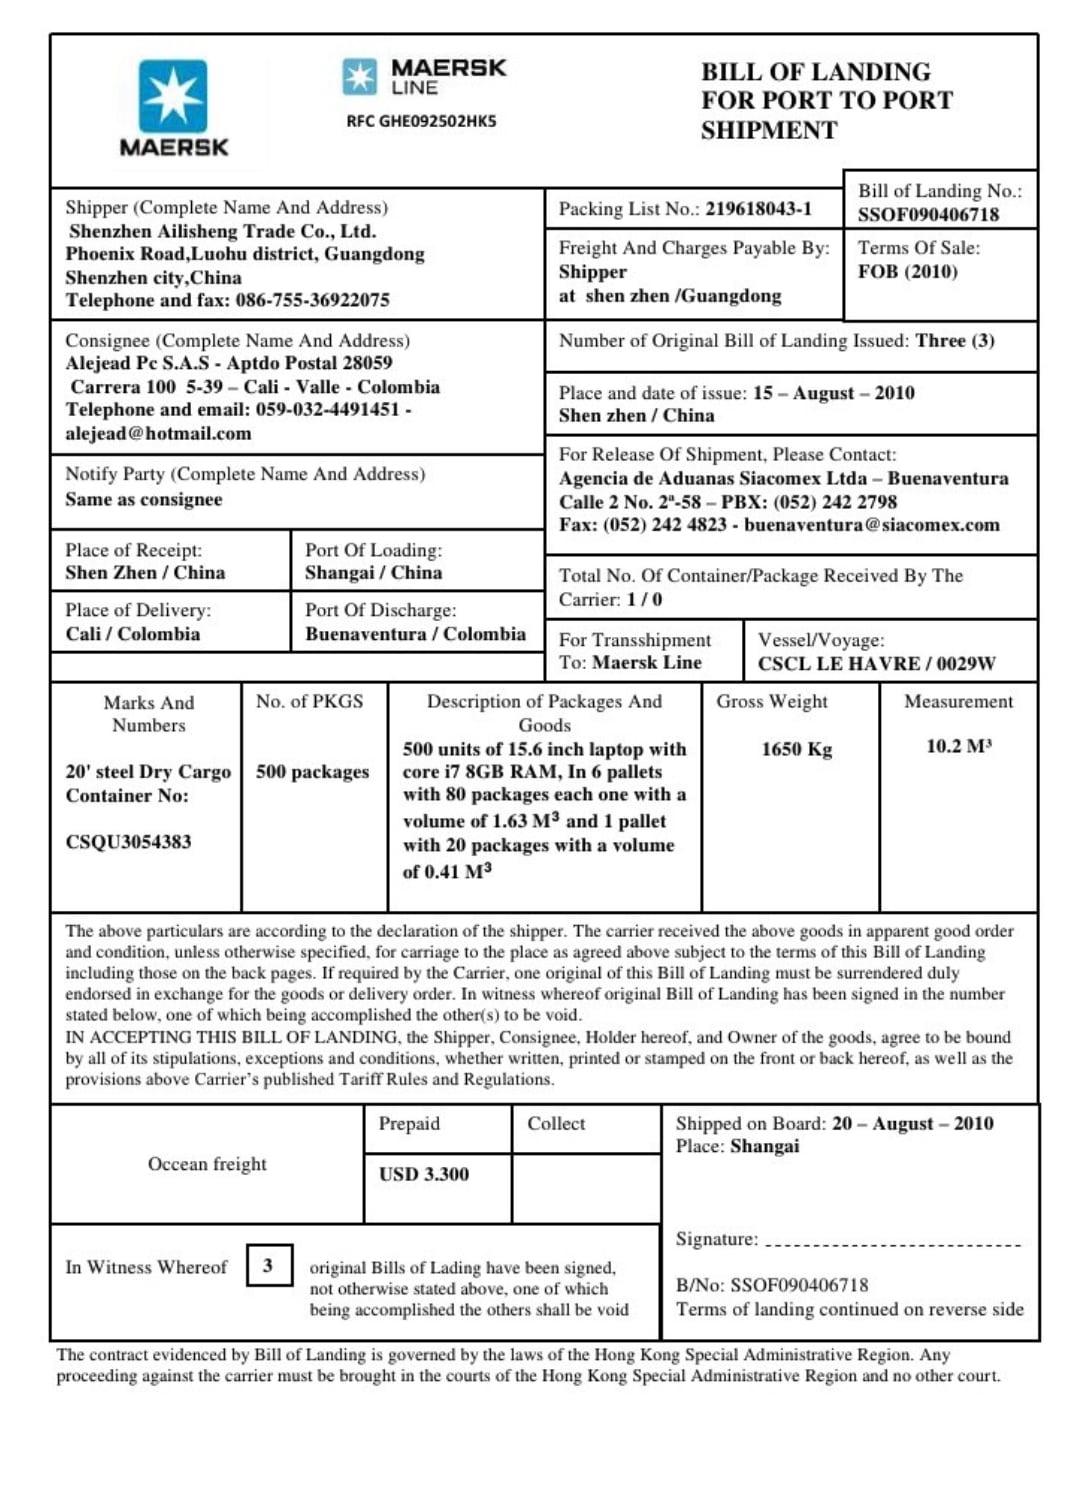 MAERSK
MAERSK
LINE
RFC GHE092502HK5
BILL OF LANDING
FOR PORT TO PORT
SHIPMENT
Bill of Landing No.:
SSOF090406718
Shipper (Complete Name And Address)
Shenzhen Ailisheng Trade Co., Ltd.
Phoenix Road,Luohu district, Guangdong
Shenzhen city,China
Telephone and fax: 086-755-36922075
Packing List No.: 219618043-1
Freight And Charges Payable By:
Shipper
at shen zhen /Guangdong
Terms Of Sale:
FOB (2010)
Consignee (Complete Name And Address)
Alejead Pc S.A.S - Aptdo Postal 28059
Carrera 100 5-39 – Cali - Valle - Colombia
Telephone and email: 059-032-4491451 -
alejead@hotmail.com
Number of Original Bill of Landing Issued: Three (3)
Place and date of issue: 15 – August – 2010
Shen zhen / China
Notify Party (Complete Name And Address)
Same as consignee
For Release Of Shipment, Please Contact:
Agencia de Aduanas Siacomex Ltda – Buenaventura
Calle 2 No. 2ª-58 – PBX: (052) 242 2798
Fax: (052) 242 4823 - buenaventura@siacomex.com
Place of Receipt:
Shen Zhen / China
Port Of Loading:
Shangai / China
Place of Delivery:
Cali / Colombia
Port Of Discharge:
Buenaventura / Colombia
Total No. Of Container/Package Received By The
Carrier: 1 / 0
For Transshipment
To: Maersk Line
Vessel/Voyage:
CSCL LE HAVRE / 0029W
Marks And
Numbers
20' steel Dry Cargo
Container No:
CSQU3054383
No. of PKGS
500 packages
Description of Packages And
Goods
500 units of 15.6 inch laptop with
core i7 8GB RAM, In 6 pallets
with 80 packages each one with a
volume of 1.63 M³ and 1 pallet
with 20 packages with a volume
of 0.41 M³
Gross Weight
1650 Kg
Measurement
10.2 M³
The above particulars are according to the declaration of the shipper. The carrier received the above goods in apparent good order
and condition, unless otherwise specified, for carriage to the place as agreed above subject to the terms of this Bill of Landing
including those on the back pages. If required by the Carrier, one original of this Bill of Landing must be surrendered duly
endorsed in exchange for the goods or delivery order. In witness whereof original Bill of Landing has been signed in the number
stated below, one of which being accomplished the other(s) to be void.
IN ACCEPTING THIS BILL OF LANDING, the Shipper, Consignee, Holder hereof, and Owner of the goods, agree to be bound
by all of its stipulations, exceptions and conditions, whether written, printed or stamped on the front or back hereof, as well as the
provisions above Carrier's published Tariff Rules and Regulations.
Occean freight
Prepaid
USD 3.300
Collect
Shipped on Board: 20 – August – 2010
Place: Shangai
Signature: ---------------------------
B/No: SSOF090406718
Terms of landing continued on reverse side
In Witness Whereof
3
original Bills of Lading have been signed,
not otherwise stated above, one of which
being accomplished the others shall be void
The contract evidenced by Bill of Landing is governed by the laws of the Hong Kong Special Administrative Region. Any
proceeding against the carrier must be brought in the courts of the Hong Kong Special Administrative Region and no other court.